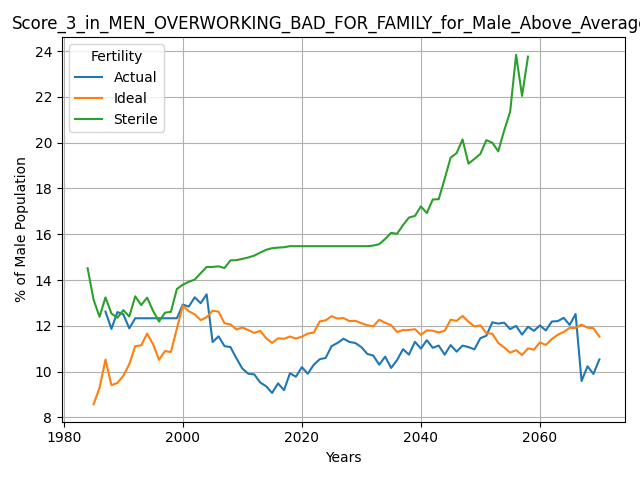 Score_3_in_MEN_OVERWORKING_BAD_FOR_FAMILY_for_Male_Above_Average
Fertility
Actual
Ideal
Sterile
24
22
20
18
16
14
12
10
8
% of Male Population
1980
2000
2020
2040
2060
Years